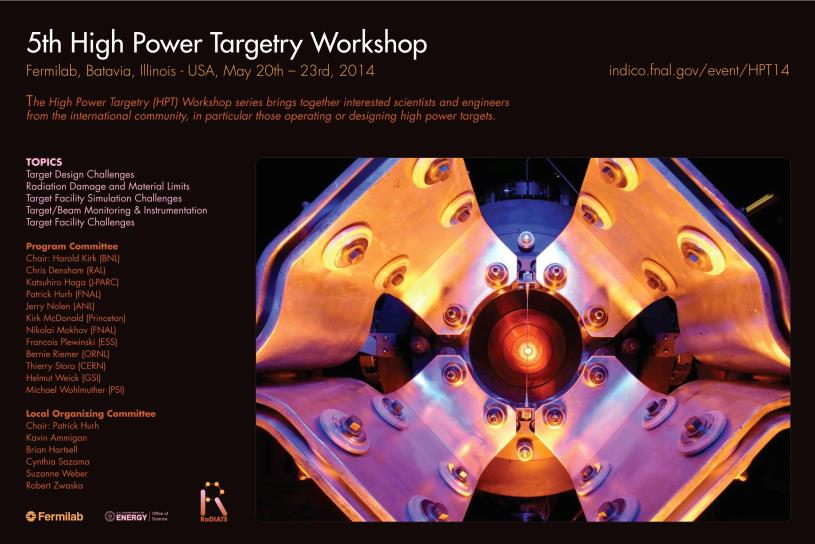 5th High Power Targetry Workshop
Fermilab, Batavia, Illinois - USA, May 20th – 23rd, 2014
indico.fnal.gov/event/HPT14
The High Power Targetry (HPT) Workshop series brings together interested scientists and engineers
from the international community, in particular those operating or designing high power targets.
TOPICS
Target Design Challenges
Radiation Damage and Material Limits
Target Facility Simulation Challenges
Target/Beam Monitoring & Instrumentation
Target Facility Challenges
Program Committee
Chair: Harold Kirk (BNL)
Chris Densham (RAL)
Katsuhiro Haga (J-PARC)
Patrick Hurh (FNAL)
Jerry Nolen (ANL)
Kirk McDonald (Princeton)
Nikolai Mokhov (FNAL)
Francois Plewinski (ESS)
Bernie Riemer (ORNL)
Thierry Stora (CERN)
Helmut Weick (GSI)
Michael Wohlmuther (PSI)
Local Organizing Committee
Chair: Patrick Hurh
Kavin Ammigan
Brian Hartsell
Cynthia Sazama
Suzanne Weber
Robert Zwaska
Fermilab
U.S. DEPARTMENT OF
ENERGY
Office of
Science
RaDIATE